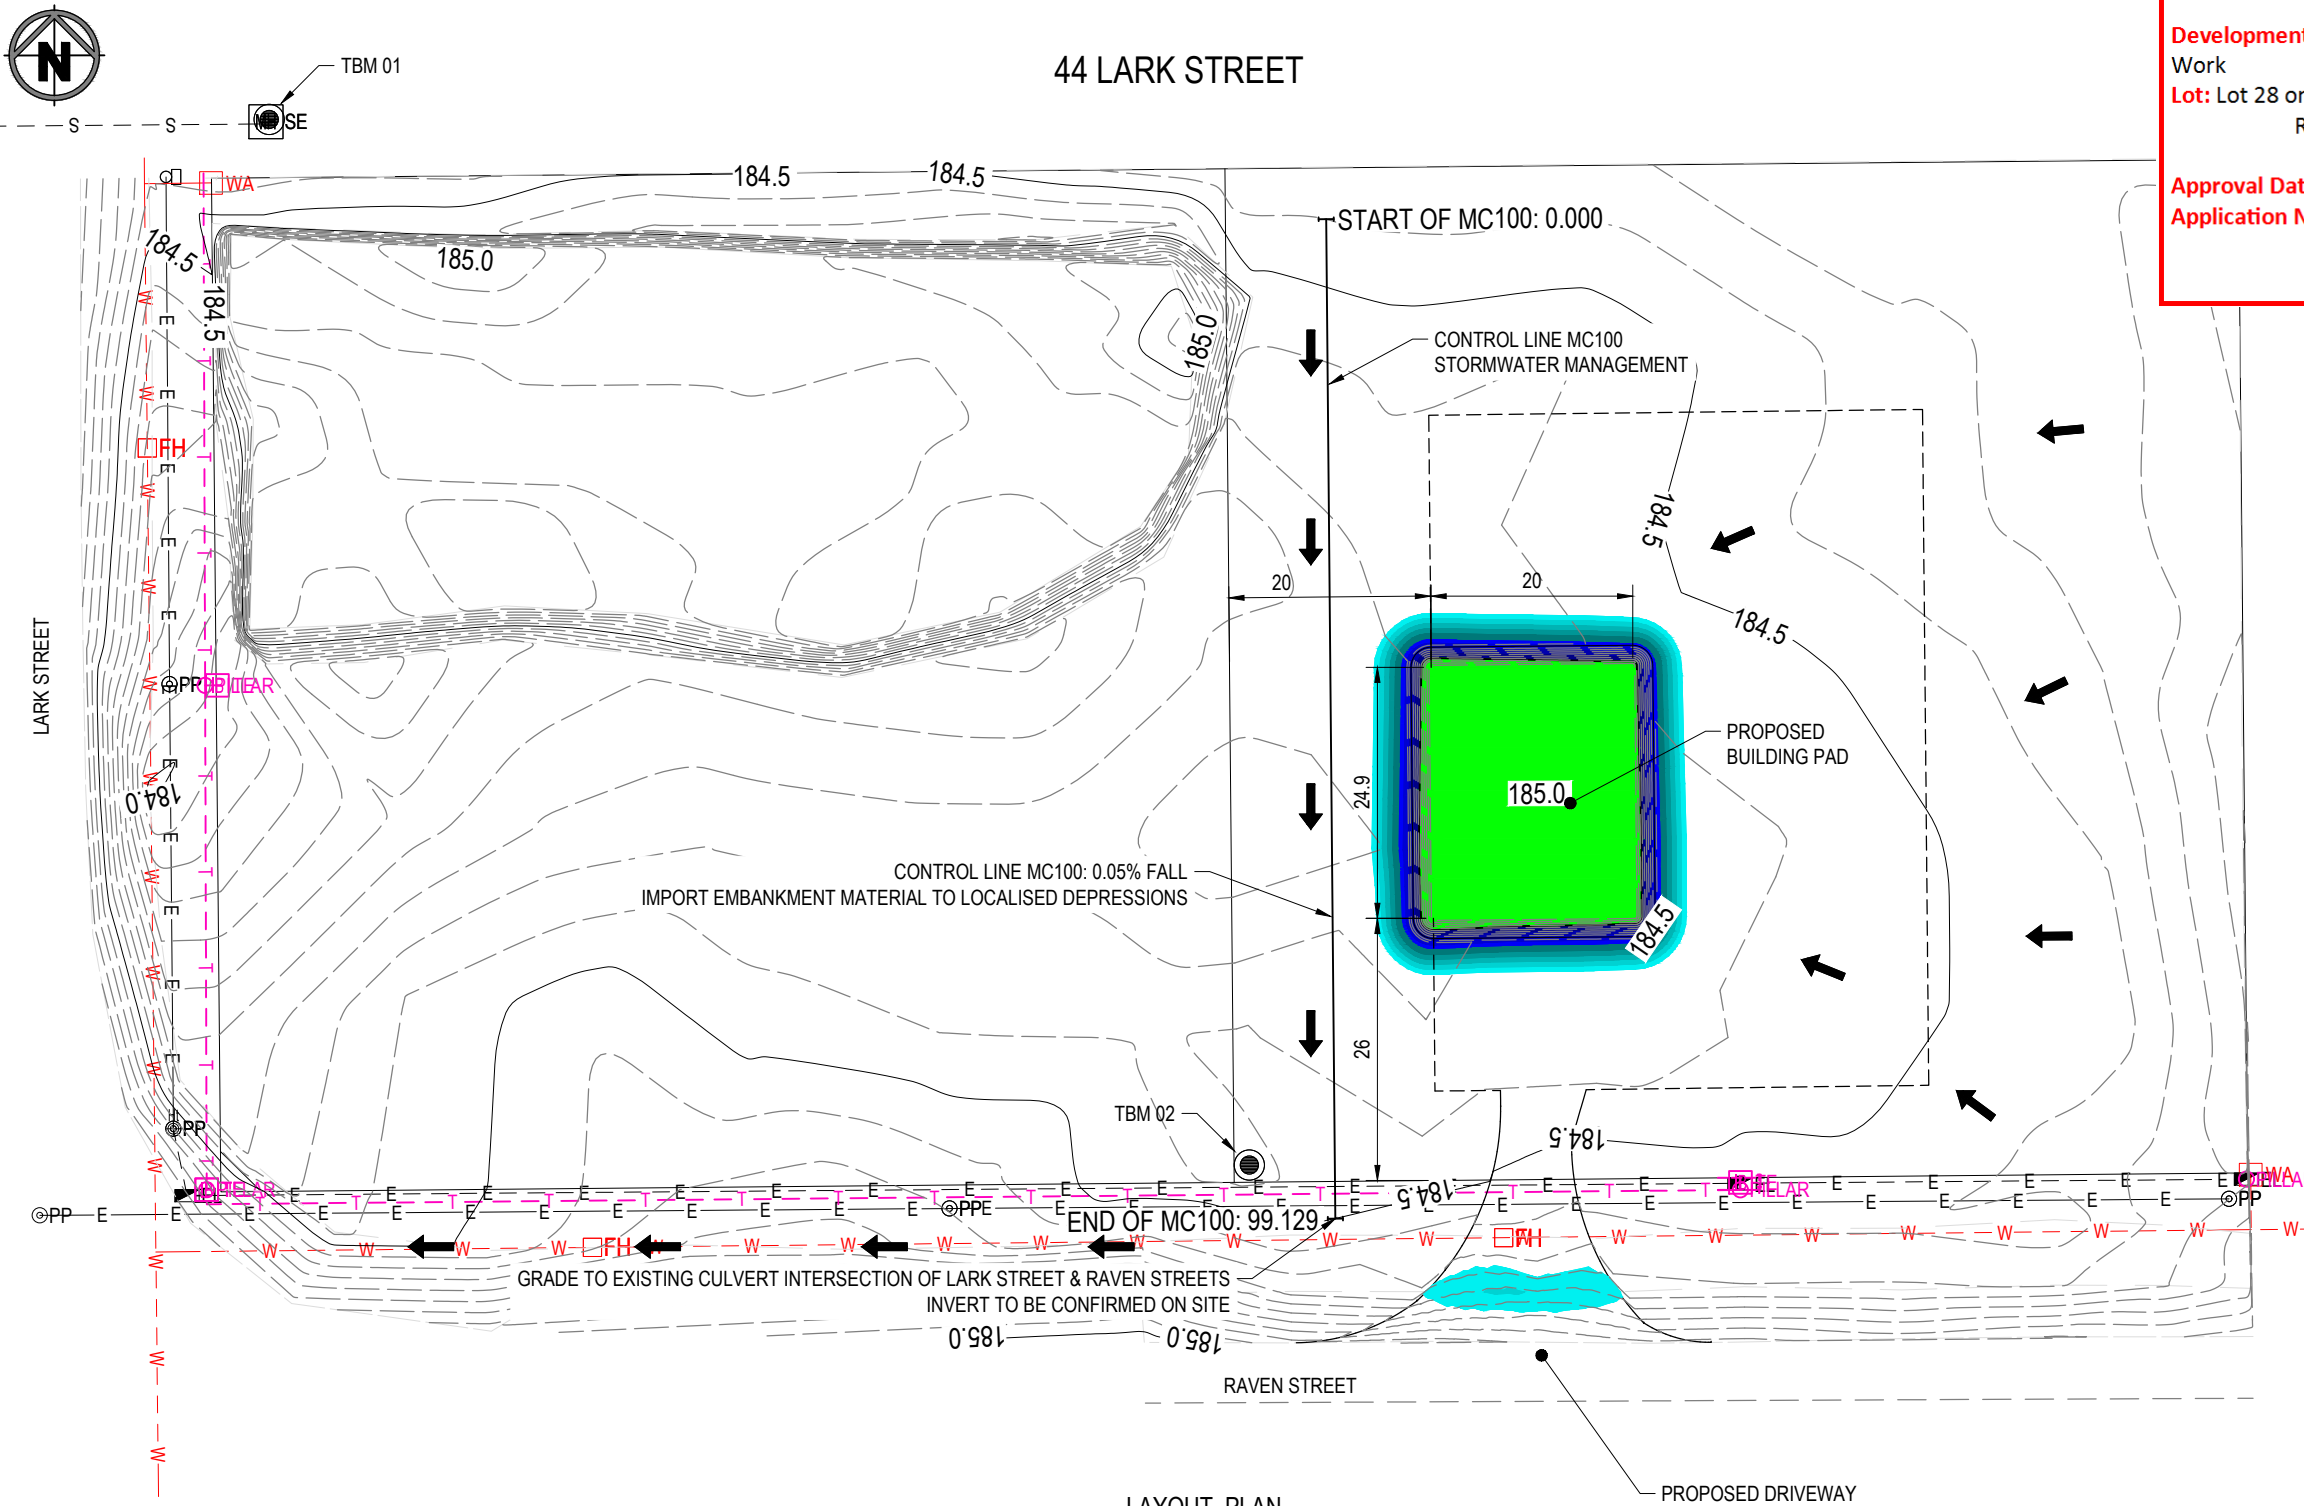 N
TBM 01
44 LARK STREET
Development
Work
Lot: Lot 28 or
R
Approval Dat
Application N
S
S
SE
WA
184.5
184.5
START OF MC100: 0.000
184.5
185.0
184.5
185.0
CONTROL LINE MC100
STORMWATER MANAGEMENT
FH
184.5
20
20
184.5
LARK STREET
PP
PROPOSED
BUILDING PAD
185.0
24.9
184.0
CONTROL LINE MC100: 0.05% FALL
IMPORT EMBANKMENT MATERIAL TO LOCALISED DEPRESSIONS
184.5
26
TBM 02
PP
184.5
184.5
WA
PP
PP
PP
END OF MC100: 99.129
FH
FH
GRADE TO EXISTING CULVERT INTERSECTION OF LARK STREET & RAVEN STREETS
INVERT TO BE CONFIRMED ON SITE
185.0
185.0
RAVEN STREET
PROPOSED DRIVEWAY
LAYOUT PLAN